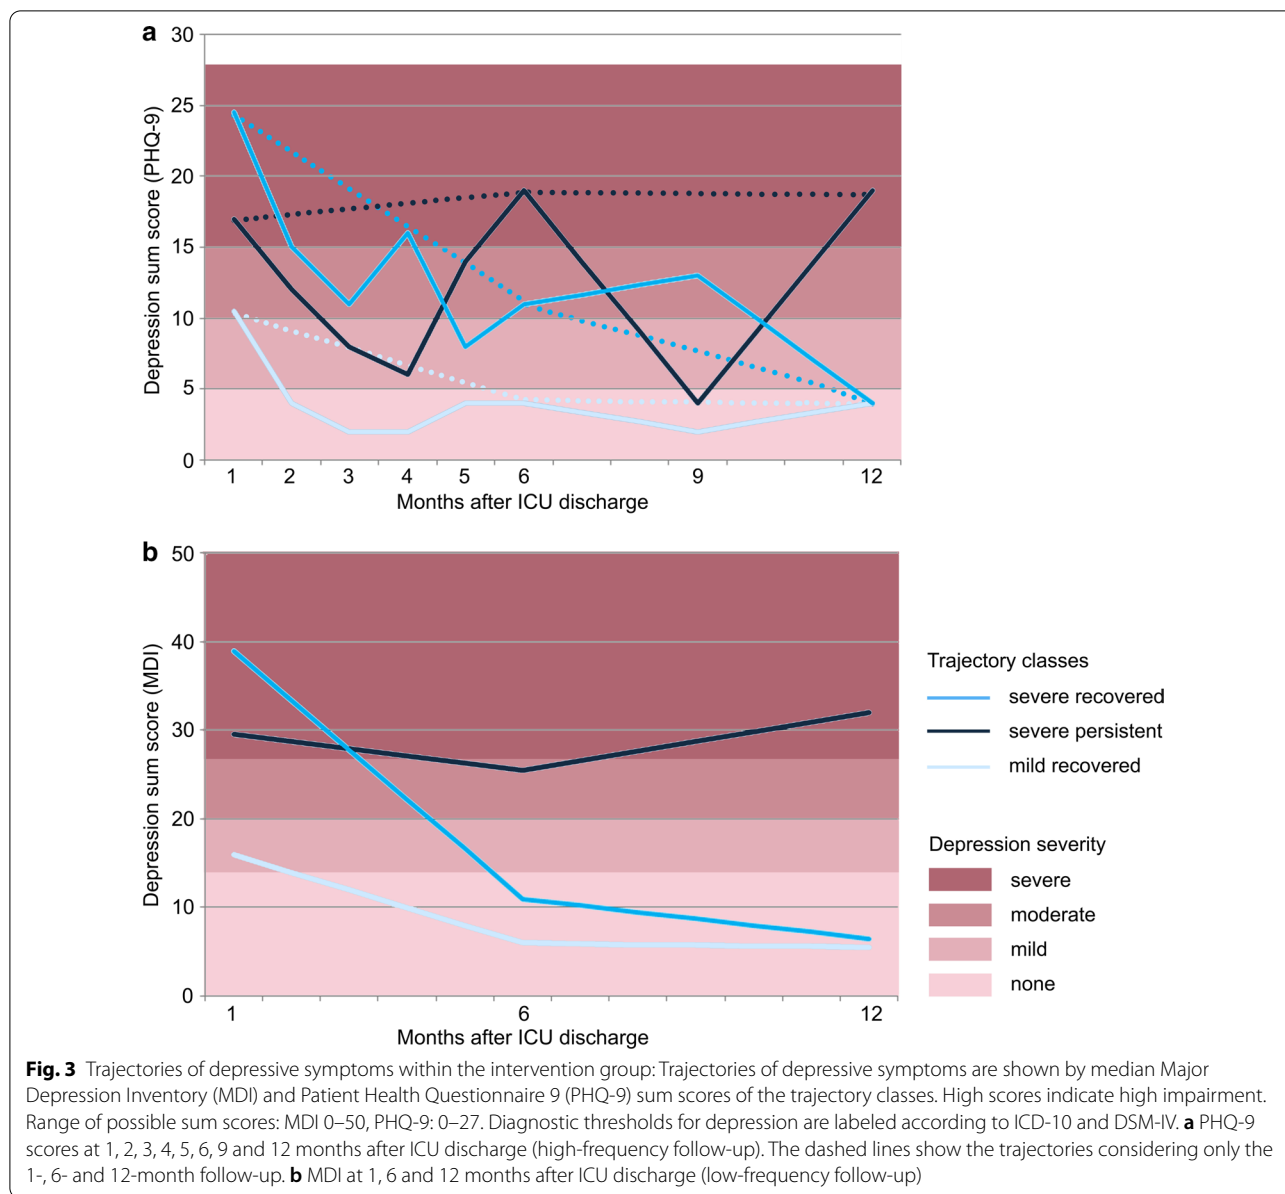 a
30
25
20
15
10
5
0
Depression sum score (PHQ-9)
1 2 3 4 5 6 9 12
Months after ICU discharge
b
50
40
30
20
10
0
Depression sum score (MDI)
1 6 12
Months after ICU discharge
Trajectory classes
severe recovered
severe persistent
mild recovered
Depression severity
severe
moderate
mild
none
Fig. 3 Trajectories of depressive symptoms within the intervention group: Trajectories of depressive symptoms are shown by median Major
Depression Inventory (MDI) and Patient Health Questionnaire 9 (PHQ-9) sum scores of the trajectory classes. High scores indicate high impairment.
Range of possible sum scores: MDI 0–50, PHQ-9: 0–27. Diagnostic thresholds for depression are labeled according to ICD-10 and DSM-IV. a PHQ-9
scores at 1, 2, 3, 4, 5, 6, 9 and 12 months after ICU discharge (high-frequency follow-up). The dashed lines show the trajectories considering only the
1-, 6- and 12-month follow-up. b MDI at 1, 6 and 12 months after ICU discharge (low-frequency follow-up)